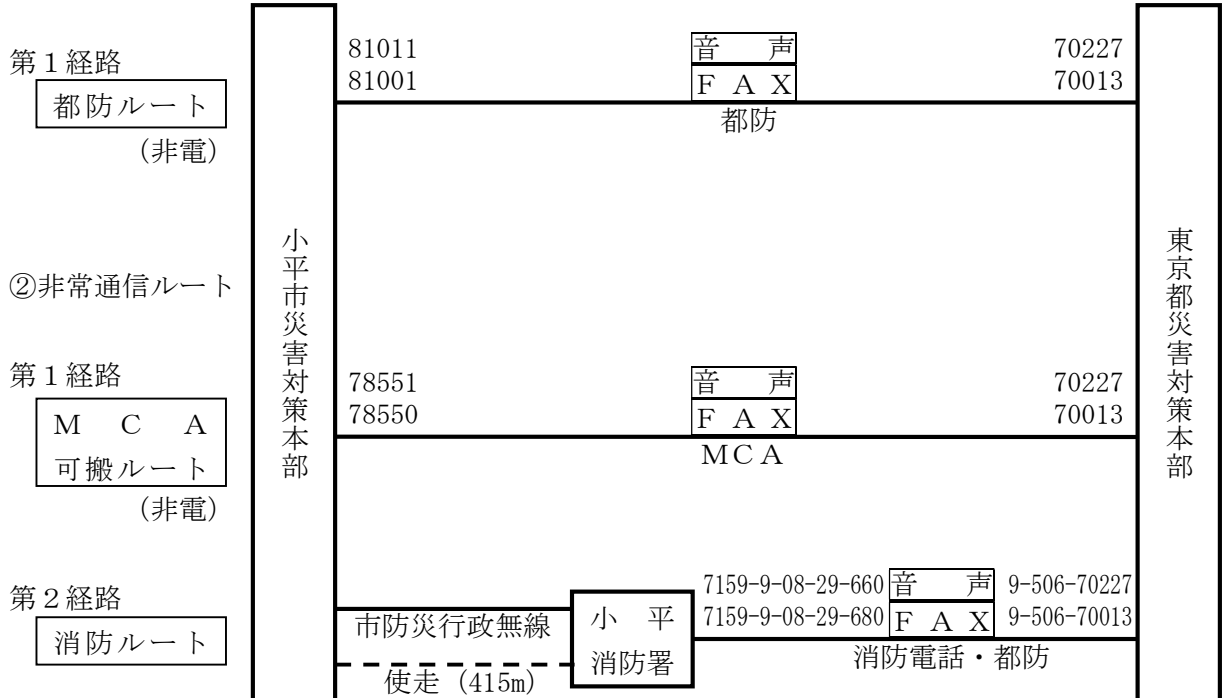 第１経路
都防ルート
(非電)
81011 音　声 70227
81001 ＦＡＸ 70013
都防
小平市災害対策本部
東京都災害対策本部
②非常通信ルート
第１経路
Ｍ　Ｃ　Ａ
可搬ルート
(非電)
78551 音　声 70227
78550 ＦＡＸ 70013
ＭＣＡ
第２経路
消防ルート
市防災行政無線
使走 (415m)
小　平
消防署
7159-9-08-29-660 音　声 9-506-70227
7159-9-08-29-680 ＦＡＸ 9-506-70013
消防電話・都防